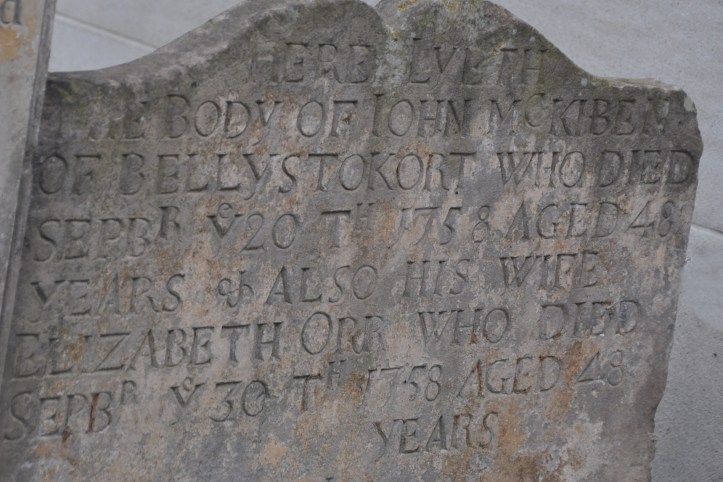 HERE LYETH
THE BODY OF IOHN MCKIBEN
OF BELLYSTOKORT WHO DIED
SEPBR Ye 20 TH 1758 AGED 48
YEARS & ALSO HIS WIFE
ELIZABETH ORR WHO DIED
SEPBR Ye 30 TH 1758 AGED 48
YEARS